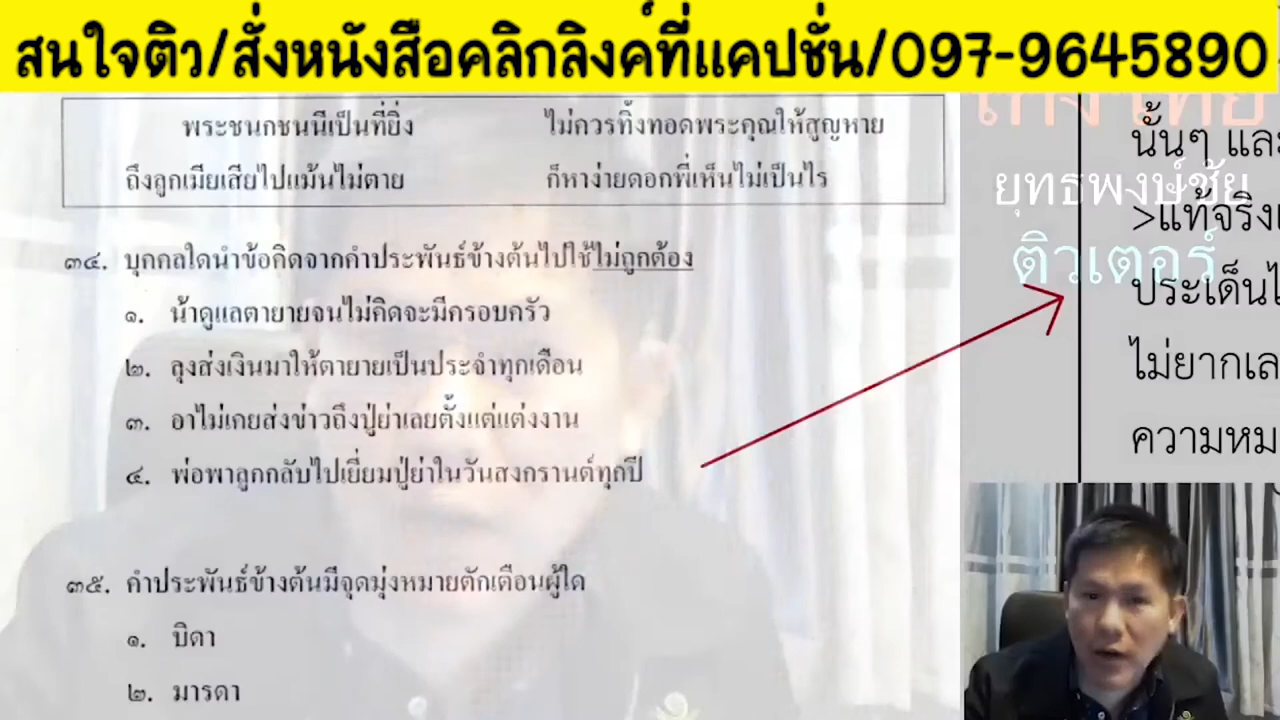 สนใจติว/สั่งหนังสือคลิกลิงค์ที่แคปชั่น/097-9645890
พระชนกชนนีเป็นที่ยิ่ง ไม่ควรทิ้งทอดพระคุณให้สูญหาย
ถึงลูกเมียเสียไปแม้นไม่ตาย ก็หาง่ายดอกพี่เห็นไม่เป็นไร
๓๔. บุคคลใดนำข้อคิดจากคำประพันธ์ข้างต้นไปใช้ไม่ถูกต้อง
๑. น้าดูแลตายายจนไม่คิดจะมีครอบครัว
๒. ลุงส่งเงินมาให้ตายายเป็นประจำทุกเดือน
๓. อาไม่เคยส่งข่าวถึงปู่ย่าเลยตั้งแต่แต่งงาน
๔. พ่อพาลูกกลับไปเยี่ยมปู่ย่าในวันสงกรานต์ทุกปี
๓๕. คำประพันธ์ข้างต้นมีจุดมุ่งหมายตักเตือนผู้ใด
๑. บิดา
๒. มารดา
นั้นๆ และ
ยุทธพงษ์ชัย
>แท้จริง
ติวเตอร์
ประเด็น
ไม่ยากเล
ความหม